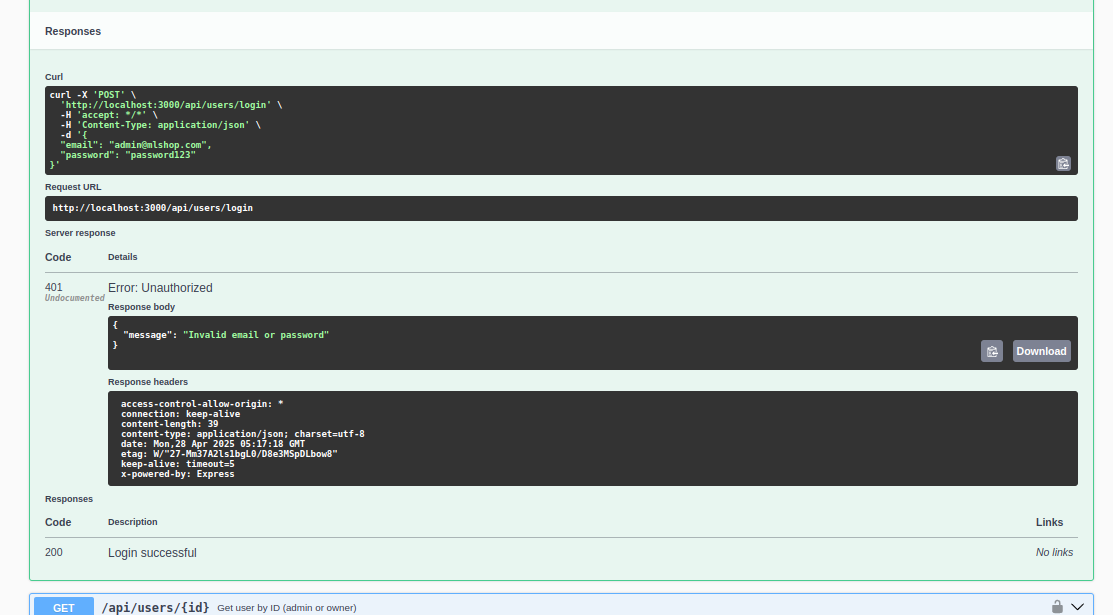 Responses
Curl
curl -X 'POST' \
'http://localhost:3000/api/users/login' \
-H 'accept: */*' \
-H 'Content-Type: application/json' \
-d '{
"email": "admin@mlshop.com",
"password": "password123"
}'
Request URL
http://localhost:3000/api/users/login
Server response
Code Details
401 Error: Unauthorized
Undocumented
Response body
{
"message": "Invalid email or password"
}
Download
Response headers
access-control-allow-origin: *
connection: keep-alive
content-length: 39
content-type: application/json; charset=utf-8
date: Mon,28 Apr 2025 05:17:18 GMT
etag: W/"27-Mm37A2ls1bgL0/D8e3MSpDLbow8"
keep-alive: timeout=5
x-powered-by: Express
Responses
Code Description Links
200 Login successful No links
GET /api/users/{id} Get user by ID (admin or owner)